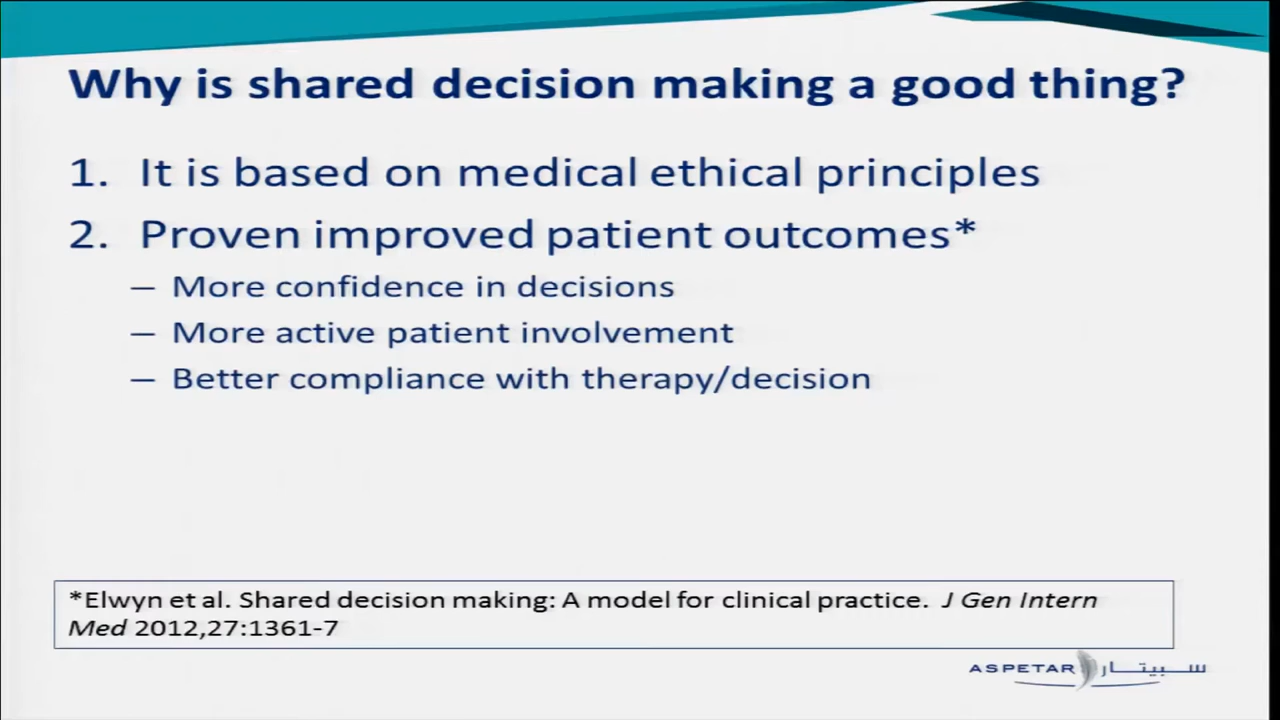 Why is shared decision making a good thing?
1. It is based on medical ethical principles
2. Proven improved patient outcomes*
— More confidence in decisions
— More active patient involvement
— Better compliance with therapy/decision
*Elwyn et al. Shared decision making: A model for clinical practice. J Gen Intern
Med 2012,27:1361-7
ASPETAR سبيتار